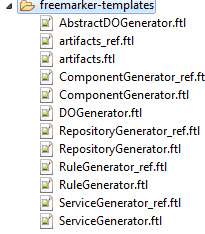 freemarker-templates
AbstractDOGenerator.ftl
artifacts_ref.ftl
artifacts.ftl
ComponentGenerator_ref.ft
ComponentGenerator.ftl
DOGenerator.ftl
RepositoryGenerator_ref.ftl
RepositoryGenerator.ftl
RuleGenerator_ref.ftl
RuleGenerator.ftl
ServiceGenerator_ref.ftl
ServiceGenerator.ftl